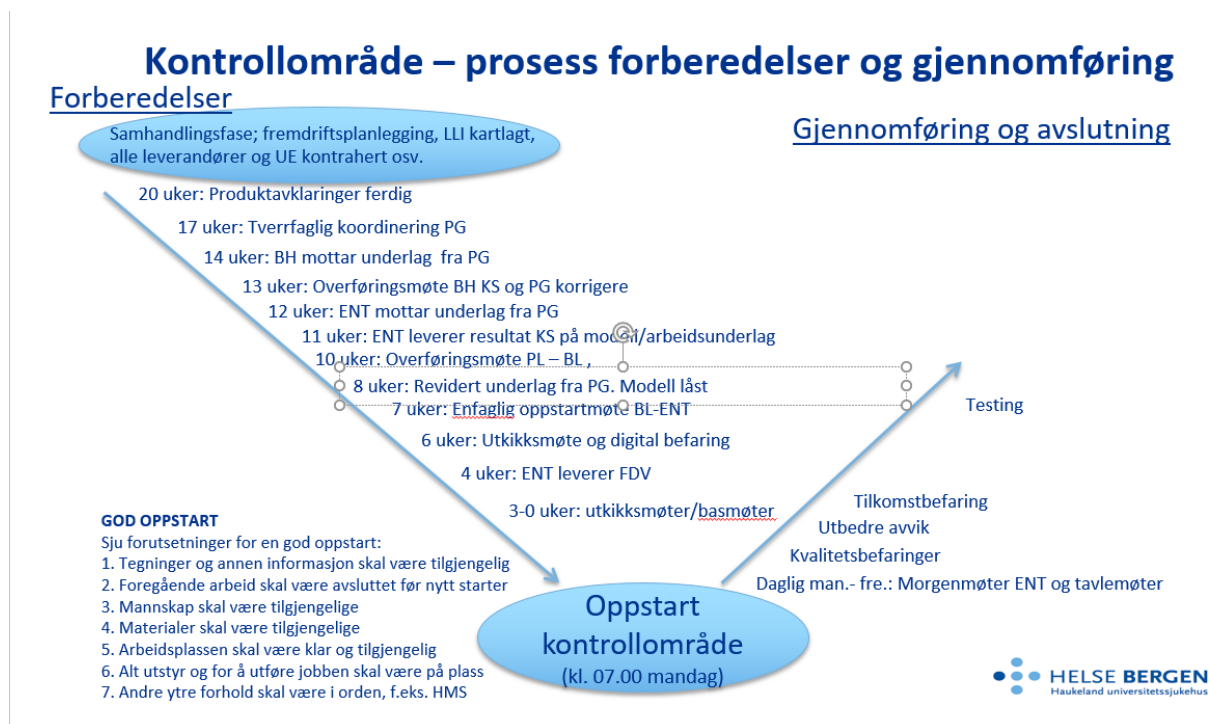 Kontrollområde – prosess forberedelser og gjennomføring
Forberedelser
Samhandlingsfase; fremdriftsplanlegging, LLI kartlagt,
alle leverandører og UE kontrahert osv.
Gjennomføring og avslutning
20 uker: Produktavklaringer ferdig
17 uker: Tverrfaglig koordinering PG
14 uker: BH mottar underlag fra PG
13 uker: Overføringsmøte BH KS og PG korrigere
12 uker: ENT mottar underlag fra PG
11 uker: ENT leverer resultat KS på modell/arbeidsunderlag
10 uker: Overføringsmøte PL – BL ,
8 uker: Revidert underlag fra PG. Modell låst
7 uker: Enfaglig oppstartmøte BL-ENT
6 uker: Utkikksmøte og digital befaring
4 uker: ENT leverer FDV
3-0 uker: utkikksmøter/basmøter
Testing
Tilkomstbefaring
Utbedre avvik
Kvalitetsbefaringer
Daglig man.- fre.: Morgenmøter ENT og tavlemøter
GOD OPPSTART
Sju forutsetninger for en god oppstart:
1. Tegninger og annen informasjon skal være tilgjengelig
2. Foregående arbeid skal være avsluttet før nytt starter
3. Mannskap skal være tilgjengelige
4. Materialer skal være tilgjengelige
5. Arbeidsplassen skal være klar og tilgjengelig
6. Alt utstyr og for å utføre jobben skal være på plass
7. Andre ytre forhold skal være i orden, f.eks. HMS
Oppstart
kontrollområde
(kl. 07.00 mandag)
HELSE BERGEN
Haukeland universitetssjukehus